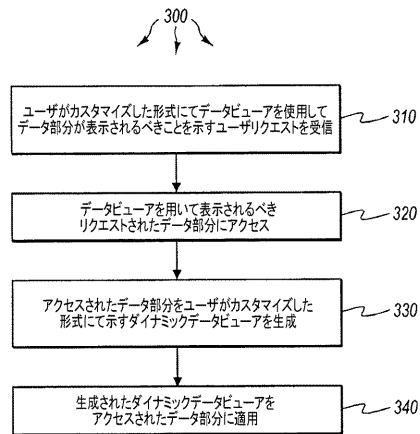 300
ユーザがカスタマイズした形式にてデータビューアを使用して
データ部分が表示されるべきことを示すユーザリクエストを受信
310
データビューアを用いて表示されるべき
リクエストされたデータ部分にアクセス
320
アクセスされたデータ部分をユーザがカスタマイズした
形式にて示すダイナミックデータビューアを生成
330
生成されたダイナミックデータビューアを
アクセスされたデータ部分に適用
340